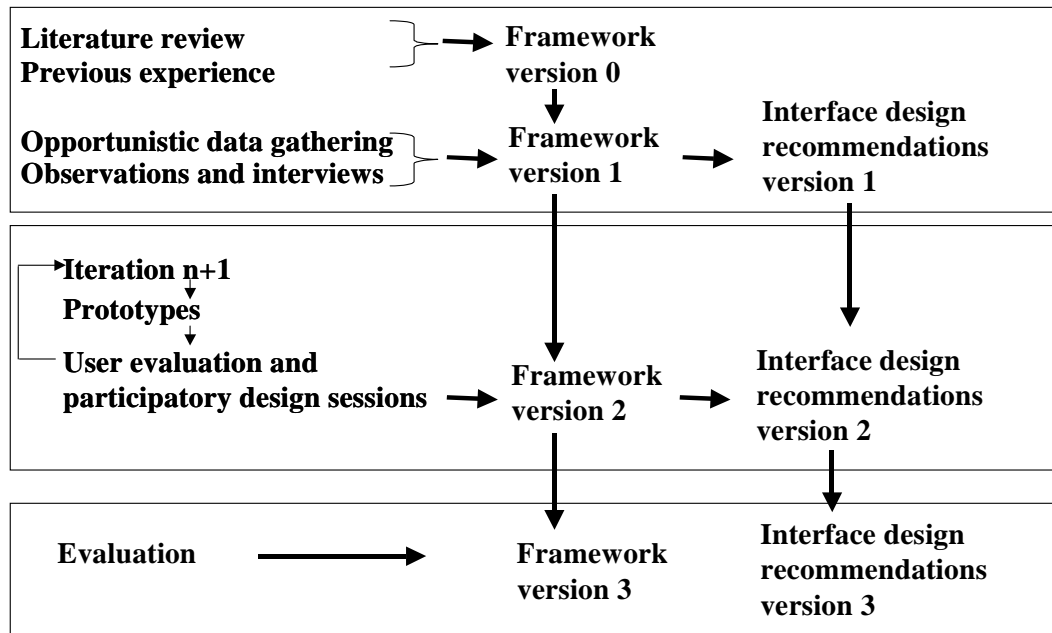 Literature review
Previous experience
Framework
version 0
Opportunistic data gathering
Observations and interviews
Framework
version 1
Interface design
recommendations
version 1
Iteration n+1
Prototypes
User evaluation and
participatory design sessions
Framework
version 2
Interface design
recommendations
version 2
Evaluation
Framework
version 3
Interface design
recommendations
version 3